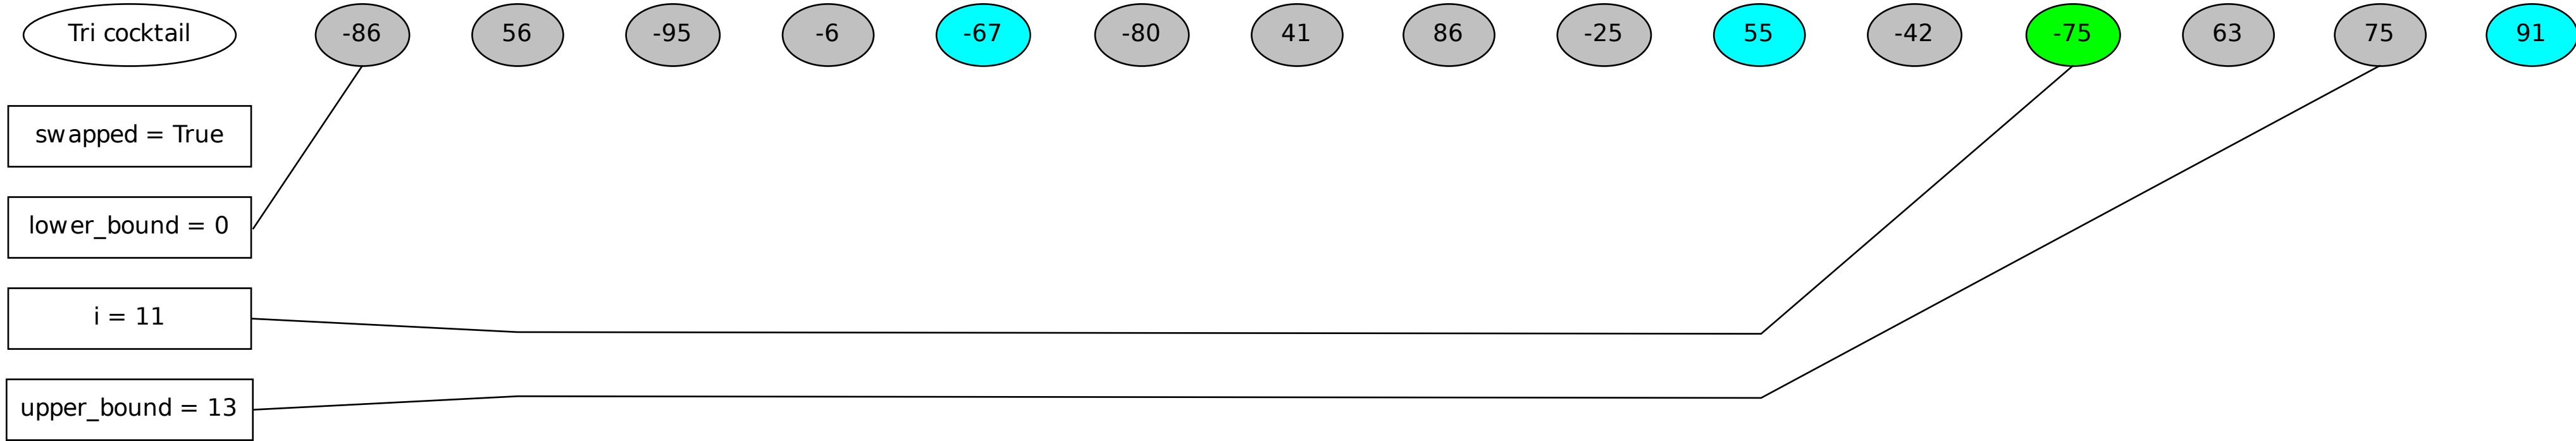 Tri cocktail -86 56 -95 -6 -67 -80 41 86 -25 55 -42 -75 63 75 91
swapped = True
lower_bound = 0
i = 11
upper_bound = 13